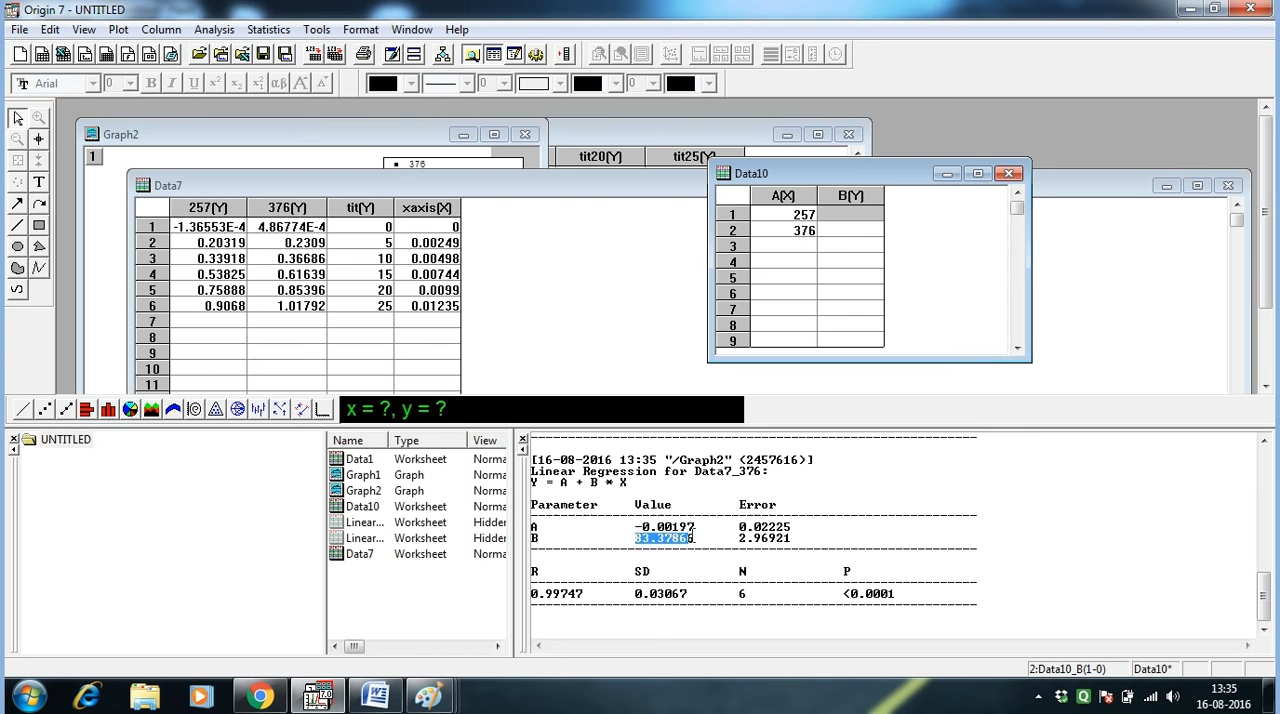 Origin 7 - UNTITLED
File Edit View Plot Column Analysis Statistics Tools Format Window Help
Arial 0 B I U 0 0
Graph2
tit20(Y) tit25(Y)
1
376
Data7
257(Y) 376(Y) tit(Y) xaxis(X)
1 -1.36553E-4 4.86774E-4 0 0
2 0.20319 0.2309 5 0.00249
3 0.33918 0.36686 10 0.00498
4 0.53825 0.61639 15 0.00744
5 0.75888 0.85396 20 0.0099
6 0.9068 1.01792 25 0.01235
7
8
9
10
11
Data10
A(X) B(Y)
1 257
2 376
3
4
5
6
7
8
9
x = ?, y = ?
UNTITLED
Name Type View
Data1 Worksheet Norma
Graph1 Graph Norma
Graph2 Graph Norma
Data10 Worksheet Norma
Linear... Worksheet Hidden
Linear... Worksheet Hidden
Data7 Worksheet Norma
[16-08-2016 13:35 "/Graph2" (2457616)]
Linear Regression for Data7_376:
Y = A + B * X
Parameter Value Error
A -0.00197 0.02225
B 83.37866 2.96921
R SD N P
0.99747 0.03067 6 <0.0001
2:Data10_B(1-0) Data10*
13:35
16-08-2016